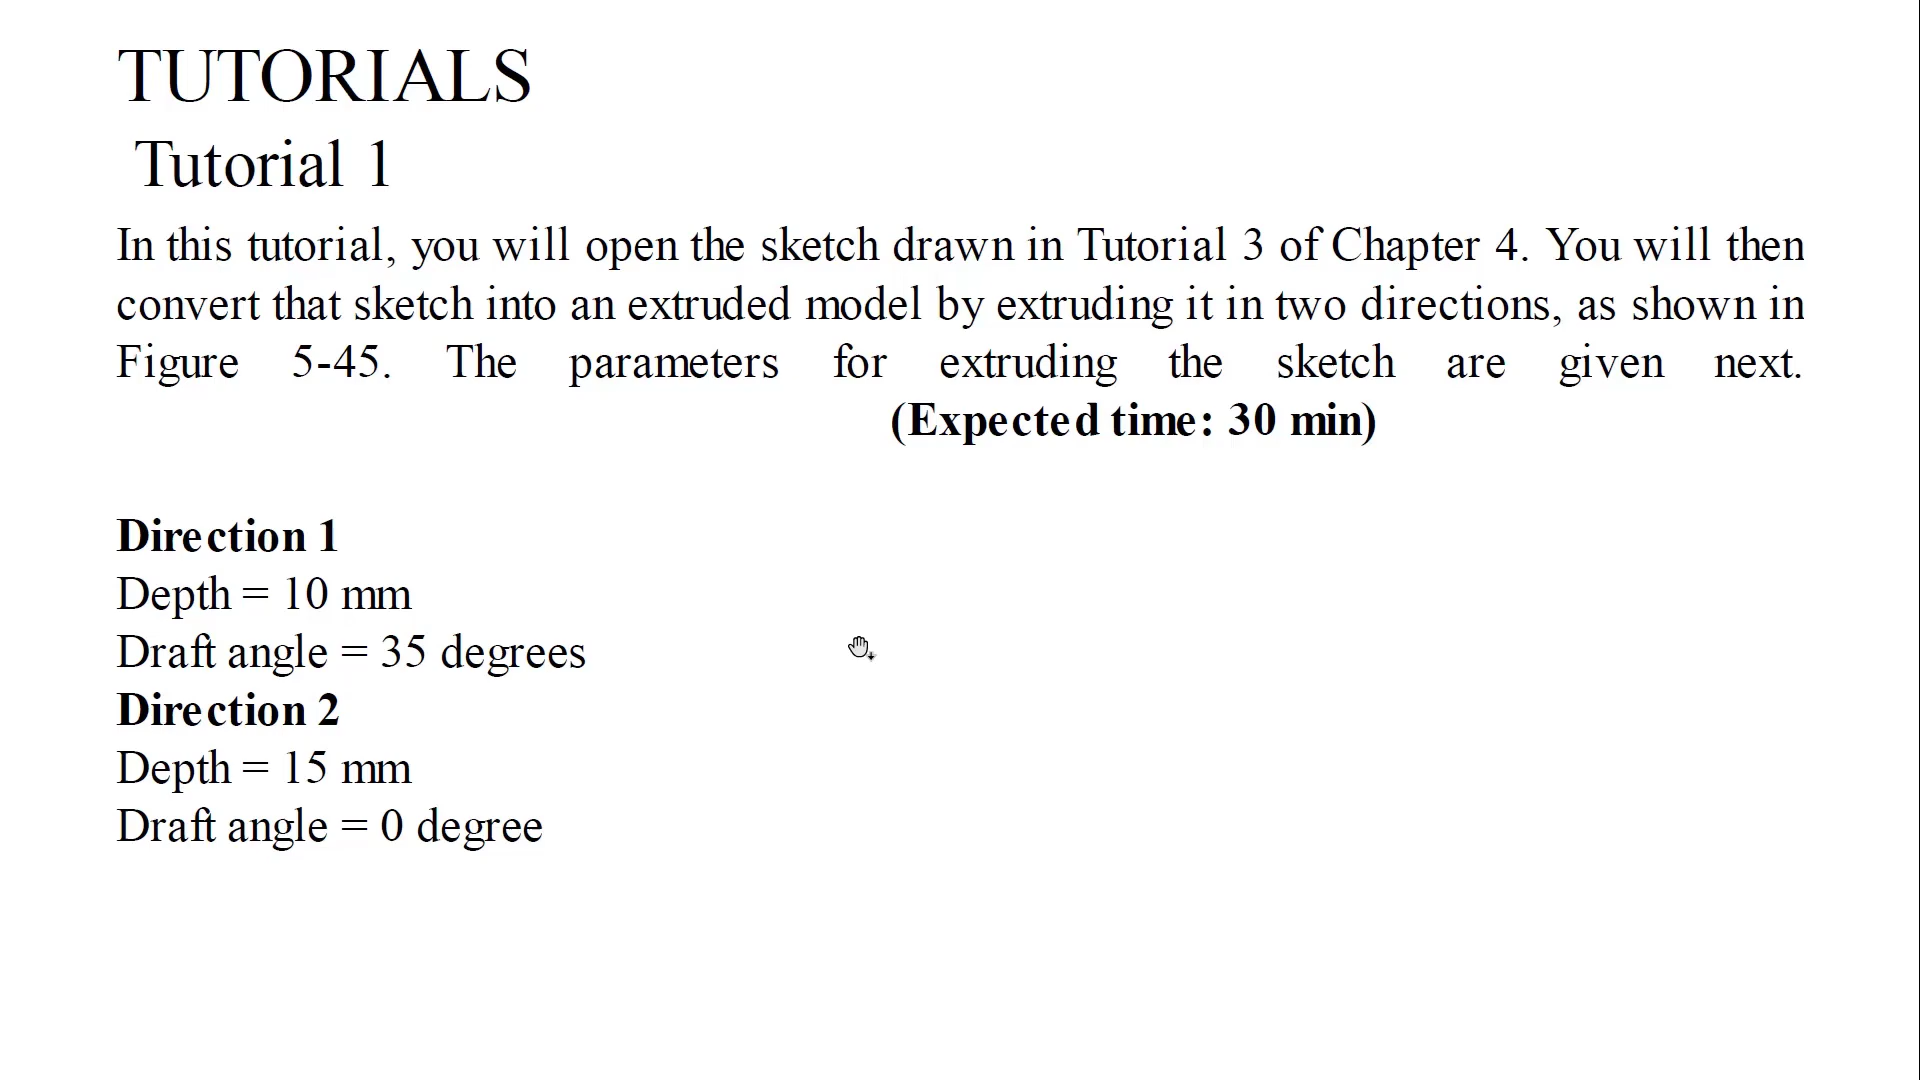 TUTORIALS
Tutorial 1
In this tutorial, you will open the sketch drawn in Tutorial 3 of Chapter 4. You will then
convert that sketch into an extruded model by extruding it in two directions, as shown in
Figure 5-45. The parameters for extruding the sketch are given next.
(Expected time: 30 min)
Direction 1
Depth = 10 mm
Draft angle = 35 degrees
Direction 2
Depth = 15 mm
Draft angle = 0 degree